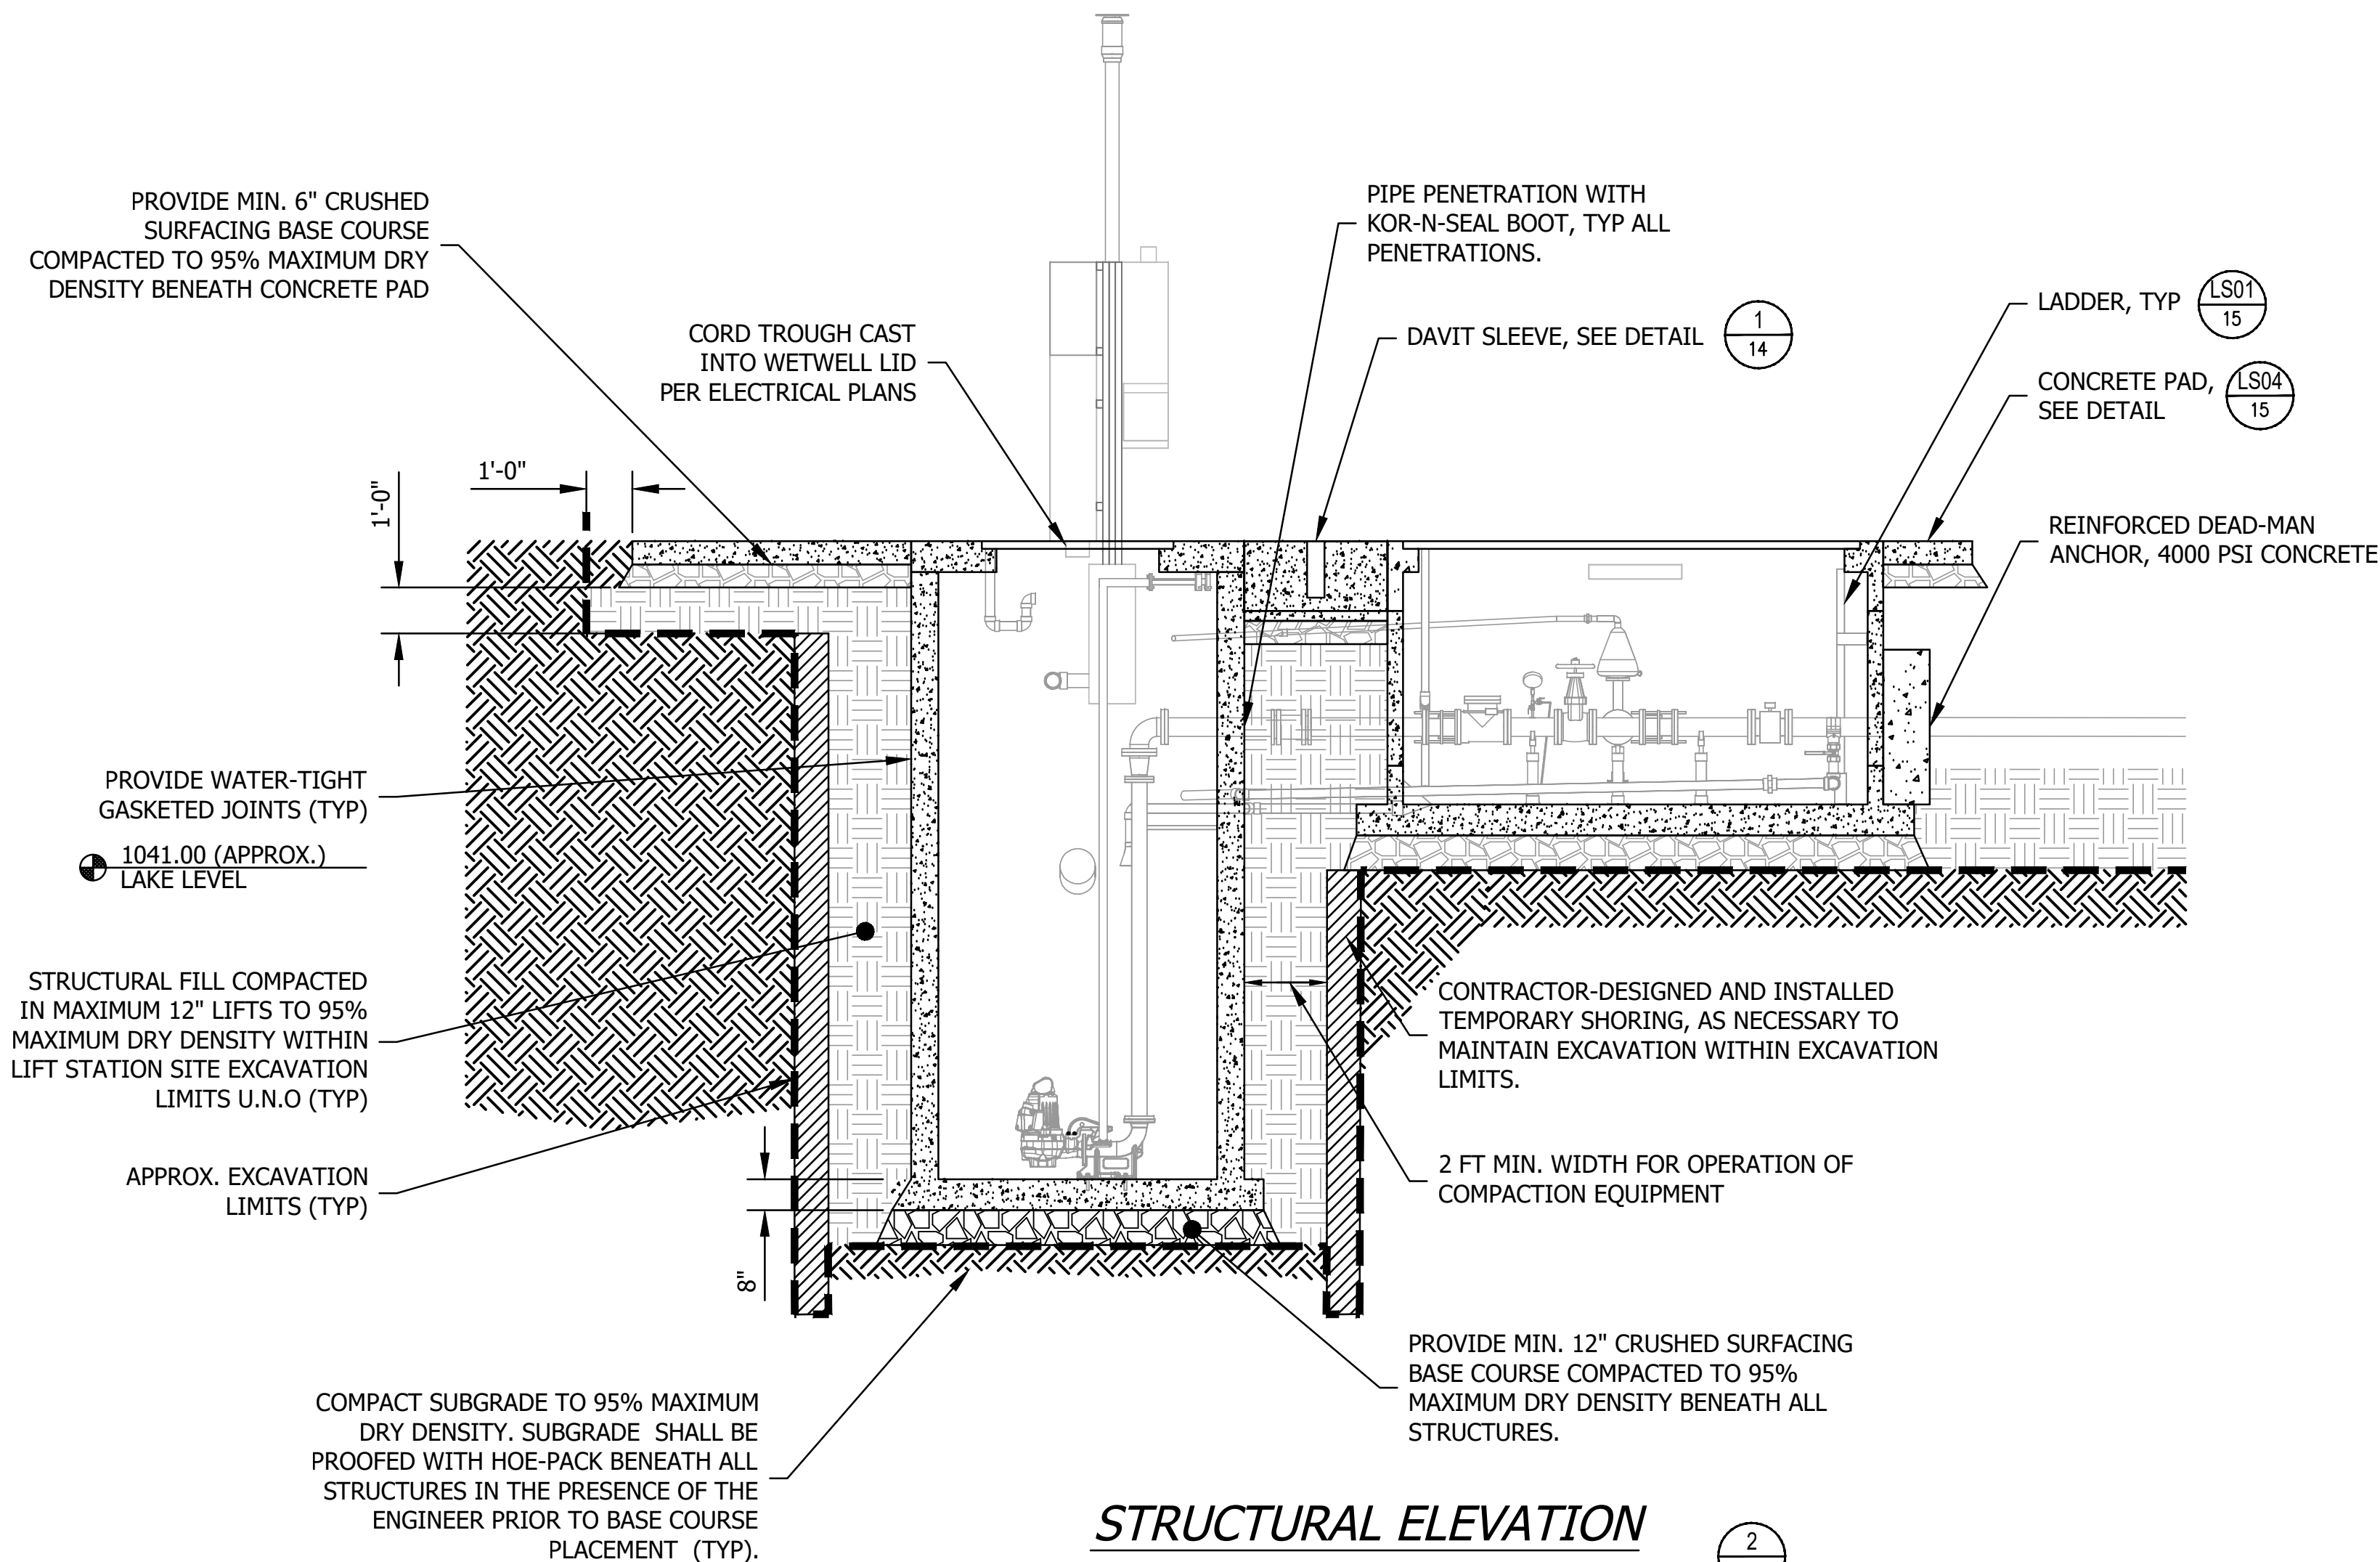 PROVIDE MIN. 6" CRUSHED
SURFACING BASE COURSE
COMPACTED TO 95% MAXIMUM DRY
DENSITY BENEATH CONCRETE PAD
CORD TROUGH CAST
INTO WETWELL LID
PER ELECTRICAL PLANS
PIPE PENETRATION WITH
KOR-N-SEAL BOOT, TYP ALL
PENETRATIONS.
DAVIT SLEEVE, SEE DETAIL
1
14
LADDER, TYP
LS01
15
CONCRETE PAD,
SEE DETAIL
LS04
15
REINFORCED DEAD-MAN
ANCHOR, 4000 PSI CONCRETE
1'-0"
1'-0"
PROVIDE WATER-TIGHT
GASKETED JOINTS (TYP)
1041.00 (APPROX.)
LAKE LEVEL
STRUCTURAL FILL COMPACTED
IN MAXIMUM 12" LIFTS TO 95%
MAXIMUM DRY DENSITY WITHIN
LIFT STATION SITE EXCAVATION
LIMITS U.N.O (TYP)
APPROX. EXCAVATION
LIMITS (TYP)
8"
CONTRACTOR-DESIGNED AND INSTALLED
TEMPORARY SHORING, AS NECESSARY TO
MAINTAIN EXCAVATION WITHIN EXCAVATION
LIMITS.
2 FT MIN. WIDTH FOR OPERATION OF
COMPACTION EQUIPMENT
PROVIDE MIN. 12" CRUSHED SURFACING
BASE COURSE COMPACTED TO 95%
MAXIMUM DRY DENSITY BENEATH ALL
STRUCTURES.
COMPACT SUBGRADE TO 95% MAXIMUM
DRY DENSITY. SUBGRADE SHALL BE
PROOFED WITH HOE-PACK BENEATH ALL
STRUCTURES IN THE PRESENCE OF THE
ENGINEER PRIOR TO BASE COURSE
PLACEMENT (TYP).
STRUCTURAL ELEVATION
2